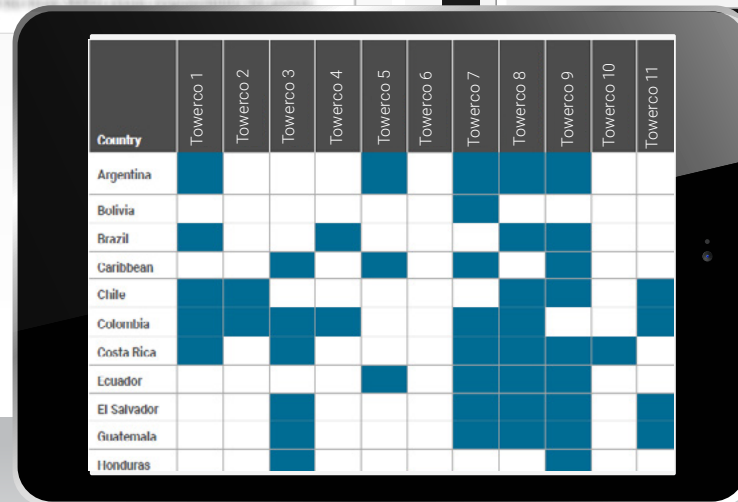 Country Towerco 1 Towerco 2 Towerco 3 Towerco 4 Towerco 5 Towerco 6 Towerco 7 Towerco 8 Towerco 9 Towerco 10 Towerco 11
Argentina
Bolivia
Brazil
Caribbean
Chile
Colombia
Costa Rica
Ecuador
El Salvador
Guatemala
Honduras